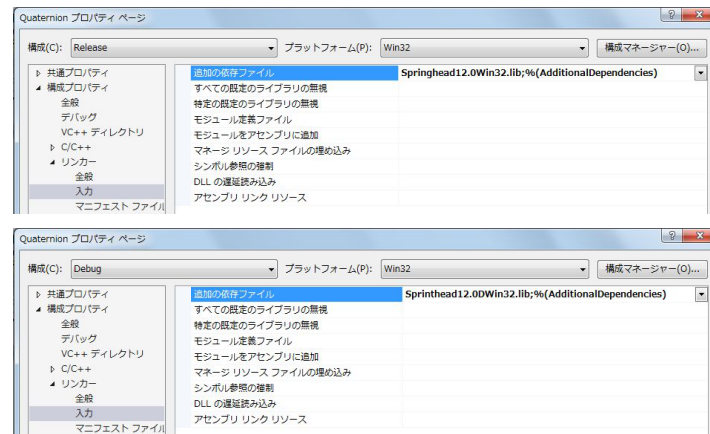 Quaternion プロパティ ページ
構成(C): Release プラットフォーム(P): Win32 構成マネージャー(O)...
共通プロパティ 追加の依存ファイル Springhead12.0Win32.lib;%(AdditionalDependencies)
構成プロパティ すべての既定のライブラリの無視
全般 特定の既定のライブラリの無視
デバッグ モジュール定義ファイル
VC++ ディレクトリ モジュールをアセンブリに追加
C/C++ マネージ リソース ファイルの埋め込み
リンカー シンボル参照の強制
全般 DLL の遅延読み込み
入力 アセンブリ リンク リソース
マニフェスト ファイル
Quaternion プロパティ ページ
構成(C): Debug プラットフォーム(P): Win32 構成マネージャー(O)...
共通プロパティ 追加の依存ファイル Sprinthead12.0DWin32.lib;%(AdditionalDependencies)
構成プロパティ すべての既定のライブラリの無視
全般 特定の既定のライブラリの無視
デバッグ モジュール定義ファイル
VC++ ディレクトリ モジュールをアセンブリに追加
C/C++ マネージ リソース ファイルの埋め込み
リンカー シンボル参照の強制
全般 DLL の遅延読み込み
入力 アセンブリ リンク リソース
マニフェスト ファイル